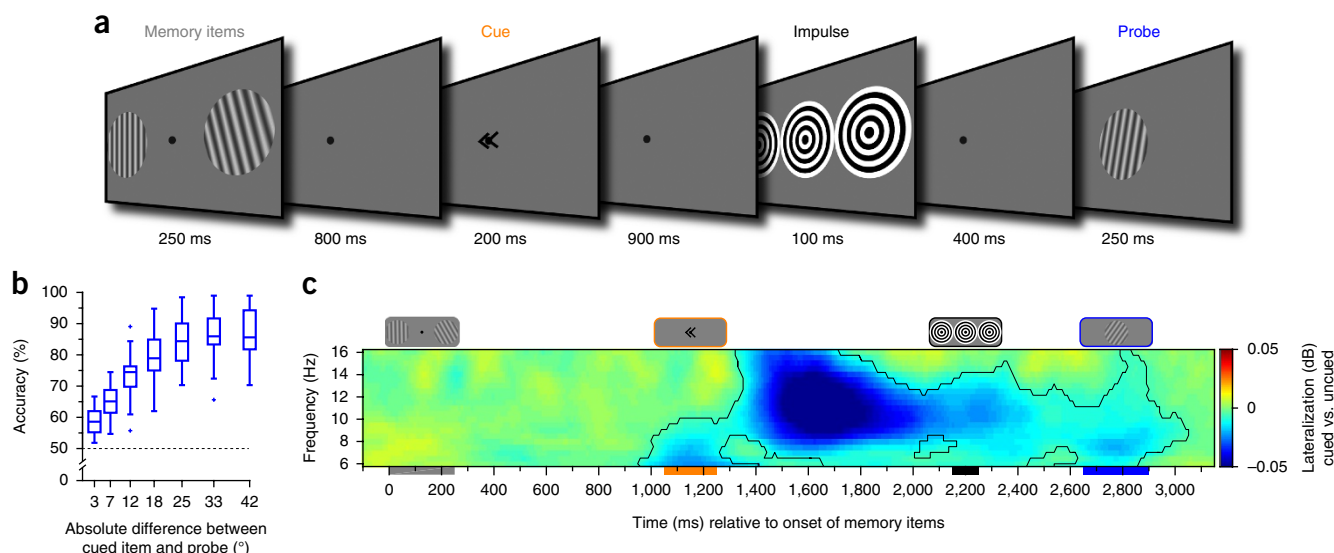 a
Memory items Cue Impulse Probe
250 ms 800 ms 200 ms 900 ms 100 ms 400 ms 250 ms
b
Accuracy (%)
100
90
80
70
60
50
0
3 7 12 18 25 33 42
Absolute difference between
cued item and probe (°)
c
Frequency (Hz)
16
14
12
10
8
6
0 200 400 600 800 1,000 1,200 1,400 1,600 1,800 2,000 2,200 2,400 2,600 2,800 3,000
Time (ms) relative to onset of memory items
0.05
0
−0.05
Lateralization (dB)
cued vs. uncued